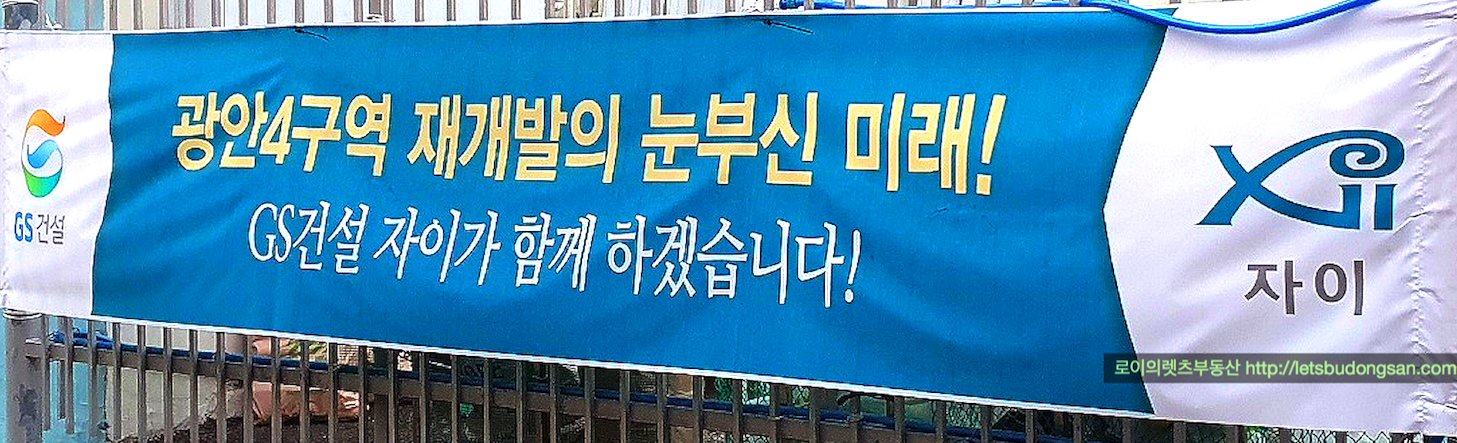 광안4구역 재개발의 눈부신 미래!
GS건설 자이가 함께 하겠습니다!
GS건설
Xii
자이
로이의렛츠부동산 http://letsbudongsan.com